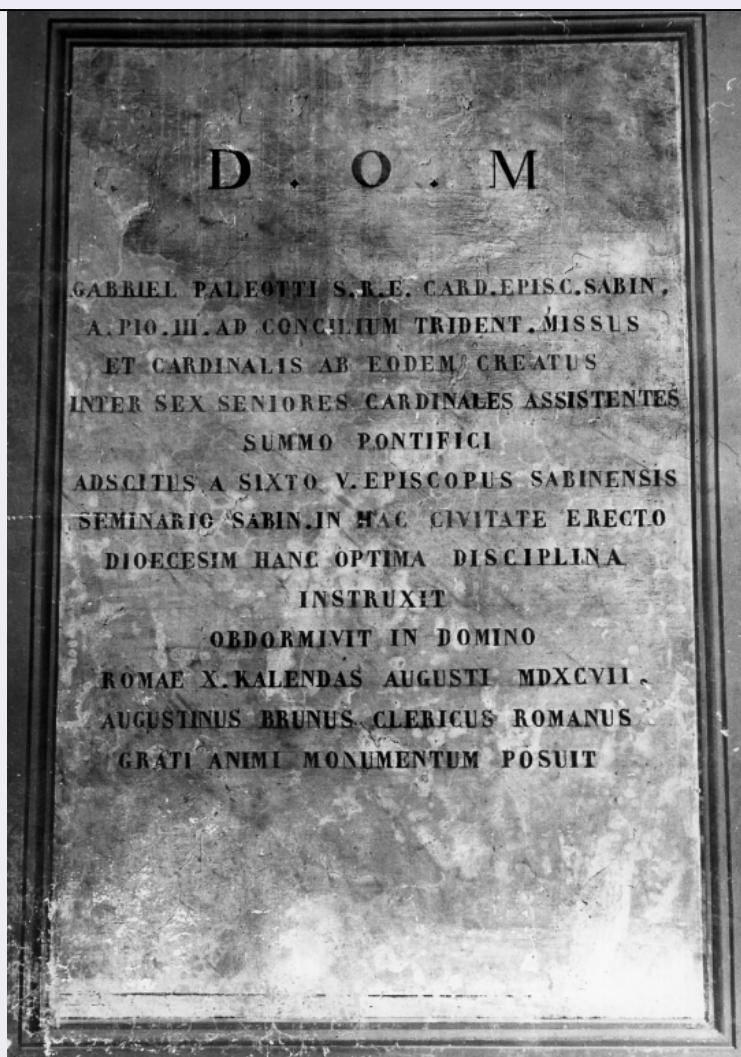 D . O . M
GABRIEL PALEOTTI S.R.E. CARD.EPISC.SABIN.
A.PIO.III.AD CONCILIUM TRIDENT.MISSUS
ET CARDINALIS AB EODEM CREATUS
INTER SEX SENIORES CARDINALES ASSISTENTES
SUMMO PONTIFICI
ADSCITUS A SIXTO V.EPISCOPUS SABINENSIS
SEMINARIO SABIN.IN HAC CIVITATE ERECTO
DIOECESIM HANC OPTIMA DISCIPLINA
INSTRUXIT
OBDORMIVIT IN DOMINO
ROMAE X.KALENDAS AUGUSTI MDXCVII.
AUGUSTINUS BRUNUS CLERICUS ROMANUS
GRATI ANIMI MONUMENTUM POSUIT